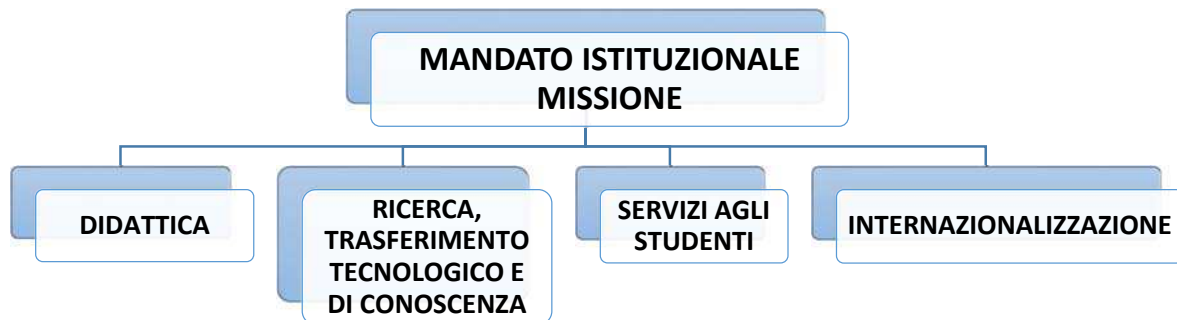 MANDATO ISTITUZIONALE
MISSIONE
DIDATTICA
RICERCA,
TRASFERIMENTO
TECNOLOGICO E
DI CONOSCENZA
SERVIZI AGLI
STUDENTI
INTERNAZIONALIZZAZIONE